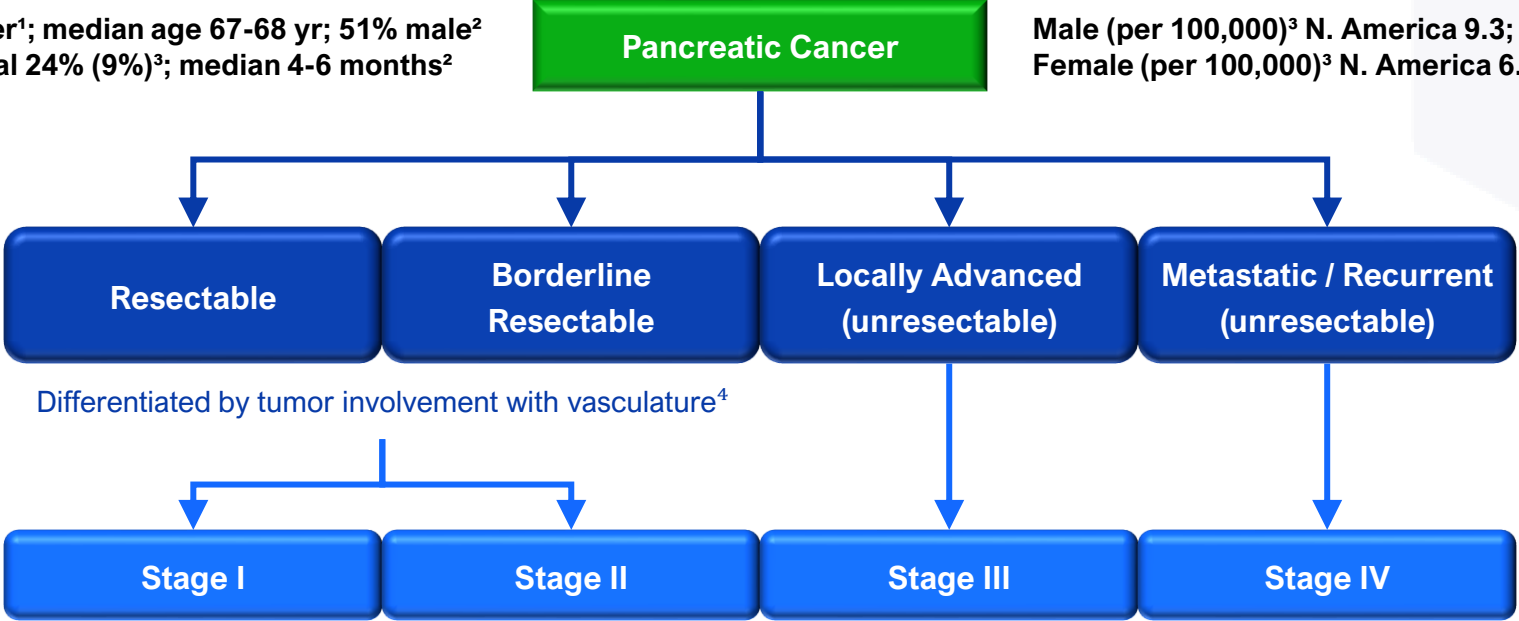 er¹; median age 67-68 yr; 51% male²
al 24% (9%)³; median 4-6 months²
Pancreatic Cancer
Male (per 100,000)³ N. America 9.3;
Female (per 100,000)³ N. America 6.
Resectable
Borderline
Resectable
Locally Advanced
(unresectable)
Metastatic / Recurrent
(unresectable)
Differentiated by tumor involvement with vasculature⁴
Stage I
Stage II
Stage III
Stage IV